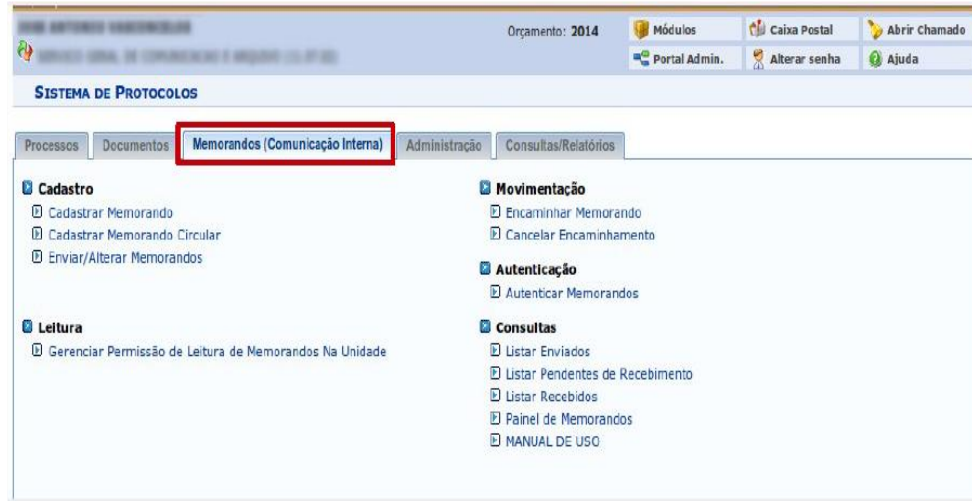 Orçamento: 2014
Módulos
Caixa Postal
Abrir Chamado
Portal Admin.
Alterar senha
Ajuda
SISTEMA DE PROTOCOLOS
Processos
Documentos
Memorandos (Comunicação Interna)
Administração
Consultas/Relatórios
Cadastro
Cadastrar Memorando
Cadastrar Memorando Circular
Enviar/Alterar Memorandos
Leitura
Gerenciar Permissão de Leitura de Memorandos Na Unidade
Movimentação
Encaminhar Memorando
Cancelar Encaminhamento
Autenticação
Autenticar Memorandos
Consultas
Listar Enviados
Listar Pendentes de Recebimento
Listar Recebidos
Painel de Memorandos
MANUAL DE USO